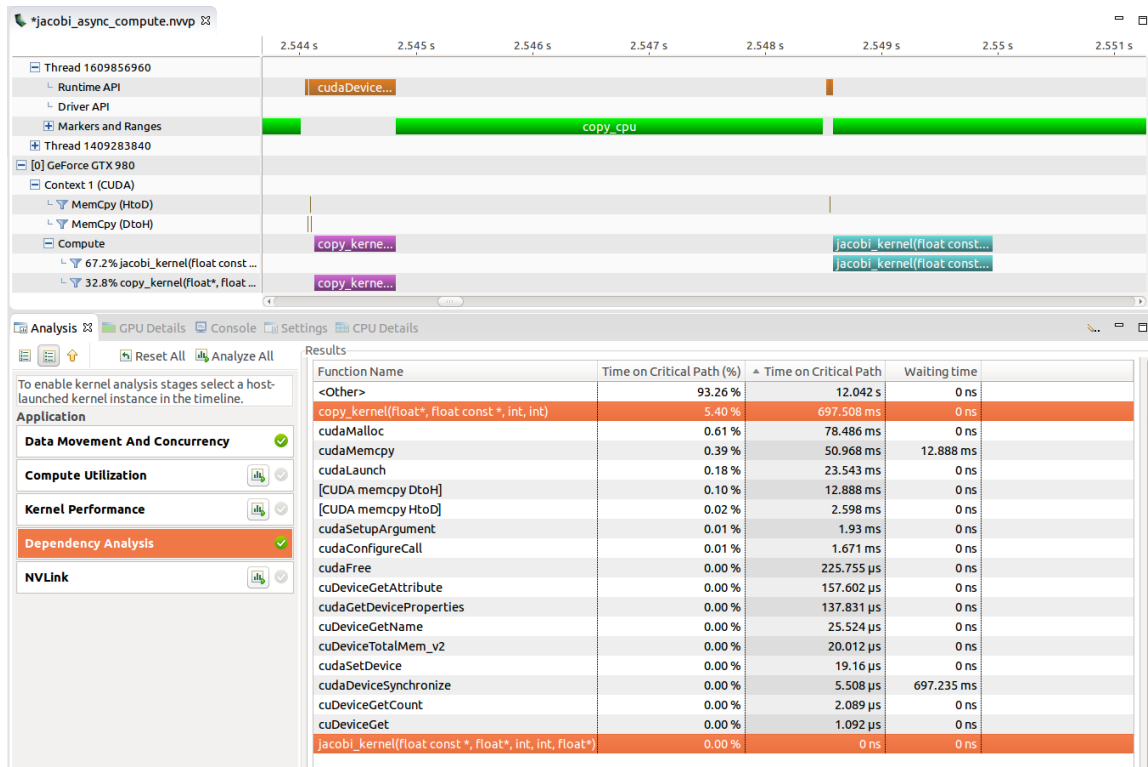 *jacobi_async_compute.nvvp
2.544 s 2.545 s 2.546 s 2.547 s 2.548 s 2.549 s 2.55 s 2.551 s
Thread 1609856960
Runtime API cudaDevice...
Driver API
Markers and Ranges copy_cpu
Thread 1409283840
[0] GeForce GTX 980
Context 1 (CUDA)
MemCpy (HtoD)
MemCpy (DtoH)
Compute copy_kerne... jacobi_kernel(float const...
67.2% jacobi_kernel(float const ... jacobi_kernel(float const...
32.8% copy_kernel(float*, float ... copy_kerne...
Analysis GPU Details Console Settings CPU Details
Reset All Analyze All
To enable kernel analysis stages select a host-
launched kernel instance in the timeline.
Application
Data Movement And Concurrency
Compute Utilization
Kernel Performance
Dependency Analysis
NVLink
Results
Function Name Time on Critical Path (%) Time on Critical Path Waiting time
<Other> 93.26 % 12.042 s 0 ns
copy_kernel(float*, float const *, int, int) 5.40 % 697.508 ms 0 ns
cudaMalloc 0.61 % 78.486 ms 0 ns
cudaMemcpy 0.39 % 50.968 ms 12.888 ms
cudaLaunch 0.18 % 23.543 ms 0 ns
[CUDA memcpy DtoH] 0.10 % 12.888 ms 0 ns
[CUDA memcpy HtoD] 0.02 % 2.598 ms 0 ns
cudaSetupArgument 0.01 % 1.93 ms 0 ns
cudaConfigureCall 0.01 % 1.671 ms 0 ns
cudaFree 0.00 % 225.755 µs 0 ns
cuDeviceGetAttribute 0.00 % 157.602 µs 0 ns
cudaGetDeviceProperties 0.00 % 137.831 µs 0 ns
cuDeviceGetName 0.00 % 25.524 µs 0 ns
cuDeviceTotalMem_v2 0.00 % 20.012 µs 0 ns
cudaSetDevice 0.00 % 19.16 µs 0 ns
cudaDeviceSynchronize 0.00 % 5.508 µs 697.235 ms
cuDeviceGetCount 0.00 % 2.089 µs 0 ns
cuDeviceGet 0.00 % 1.092 µs 0 ns
jacobi_kernel(float const *, float*, int, int, float*) 0.00 % 0 ns 0 ns